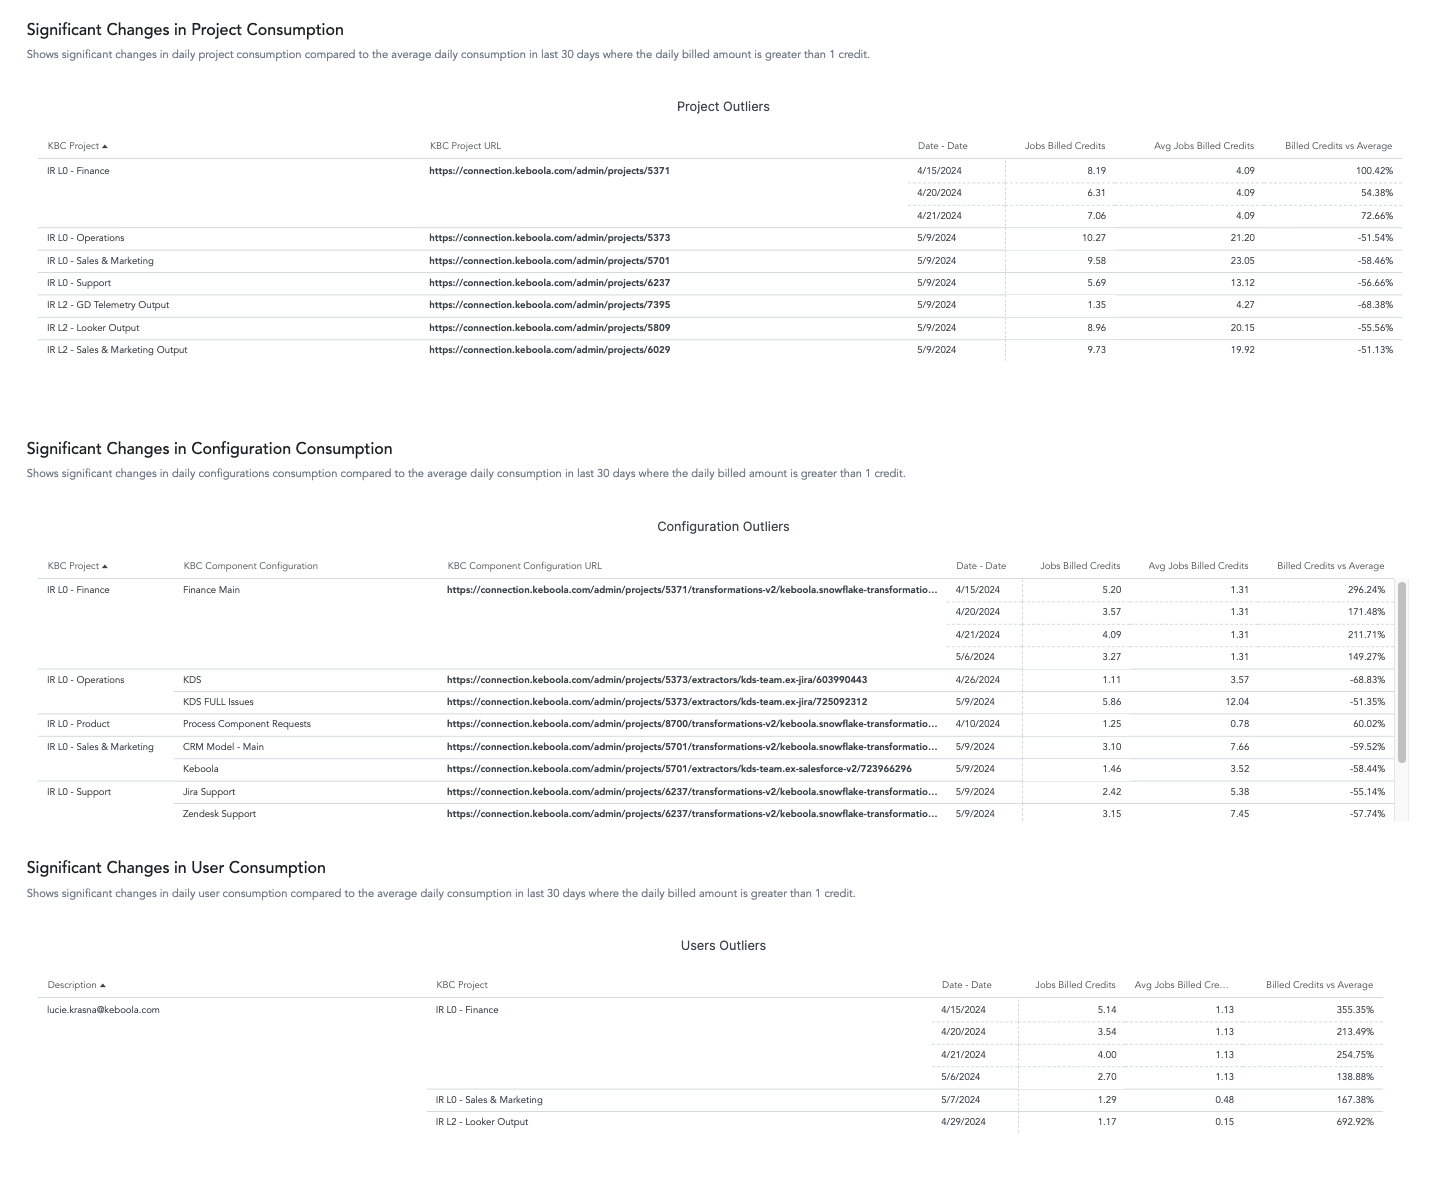 Significant Changes in Project Consumption
Shows significant changes in daily project consumption compared to the average daily consumption in last 30 days where the daily billed amount is greater than 1 credit.
Project Outliers
KBC Project KBC Project URL Date - Date Jobs Billed Credits Avg Jobs Billed Credits Billed Credits vs Average
IR L0 - Finance https://connection.keboola.com/admin/projects/5371 4/15/2024 8.19 4.09 100.42%
4/20/2024 6.31 4.09 54.38%
4/21/2024 7.06 4.09 72.66%
IR L0 - Operations https://connection.keboola.com/admin/projects/5373 5/9/2024 10.27 21.20 -51.54%
IR L0 - Sales & Marketing https://connection.keboola.com/admin/projects/5701 5/9/2024 9.58 23.05 -58.46%
IR L0 - Support https://connection.keboola.com/admin/projects/6237 5/9/2024 5.69 13.12 -56.66%
IR L2 - GD Telemetry Output https://connection.keboola.com/admin/projects/7395 5/9/2024 1.35 4.27 -68.38%
IR L2 - Looker Output https://connection.keboola.com/admin/projects/5809 5/9/2024 8.96 20.15 -55.56%
IR L2 - Sales & Marketing Output https://connection.keboola.com/admin/projects/6029 5/9/2024 9.73 19.92 -51.13%
Significant Changes in Configuration Consumption
Shows significant changes in daily configurations consumption compared to the average daily consumption in last 30 days where the daily billed amount is greater than 1 credit.
Configuration Outliers
KBC Project KBC Component Configuration KBC Component Configuration URL Date - Date Jobs Billed Credits Avg Jobs Billed Credits Billed Credits vs Average
IR L0 - Finance Finance Main https://connection.keboola.com/admin/projects/5371/transformations-v2/keboola.snowflake-transformatio... 4/15/2024 5.20 1.31 296.24%
4/20/2024 3.57 1.31 171.48%
4/21/2024 4.09 1.31 211.71%
5/6/2024 3.27 1.31 149.27%
IR L0 - Operations KDS https://connection.keboola.com/admin/projects/5373/extractors/kds-team.ex-jira/603990443 4/26/2024 1.11 3.57 -68.83%
KDS FULL Issues https://connection.keboola.com/admin/projects/5373/extractors/kds-team.ex-jira/725092312 5/9/2024 5.86 12.04 -51.35%
IR L0 - Product Process Component Requests https://connection.keboola.com/admin/projects/8700/transformations-v2/keboola.snowflake-transformatio... 4/10/2024 1.25 0.78 60.02%
IR L0 - Sales & Marketing CRM Model - Main https://connection.keboola.com/admin/projects/5701/transformations-v2/keboola.snowflake-transformatio... 5/9/2024 3.10 7.66 -59.52%
Keboola https://connection.keboola.com/admin/projects/5701/extractors/kds-team.ex-salesforce-v2/723966296 5/9/2024 1.46 3.52 -58.44%
IR L0 - Support Jira Support https://connection.keboola.com/admin/projects/6237/transformations-v2/keboola.snowflake-transformatio... 5/9/2024 2.42 5.38 -55.14%
Zendesk Support https://connection.keboola.com/admin/projects/6237/transformations-v2/keboola.snowflake-transformatio... 5/9/2024 3.15 7.45 -57.74%
Significant Changes in User Consumption
Shows significant changes in daily user consumption compared to the average daily consumption in last 30 days where the daily billed amount is greater than 1 credit.
Users Outliers
Description KBC Project Date - Date Jobs Billed Credits Avg Jobs Billed Cre... Billed Credits vs Average
lucie.krasna@keboola.com IR L0 - Finance 4/15/2024 5.14 1.13 355.35%
4/20/2024 3.54 1.13 213.49%
4/21/2024 4.00 1.13 254.75%
5/6/2024 2.70 1.13 138.88%
IR L0 - Sales & Marketing 5/7/2024 1.29 0.48 167.38%
IR L2 - Looker Output 4/29/2024 1.17 0.15 692.92%